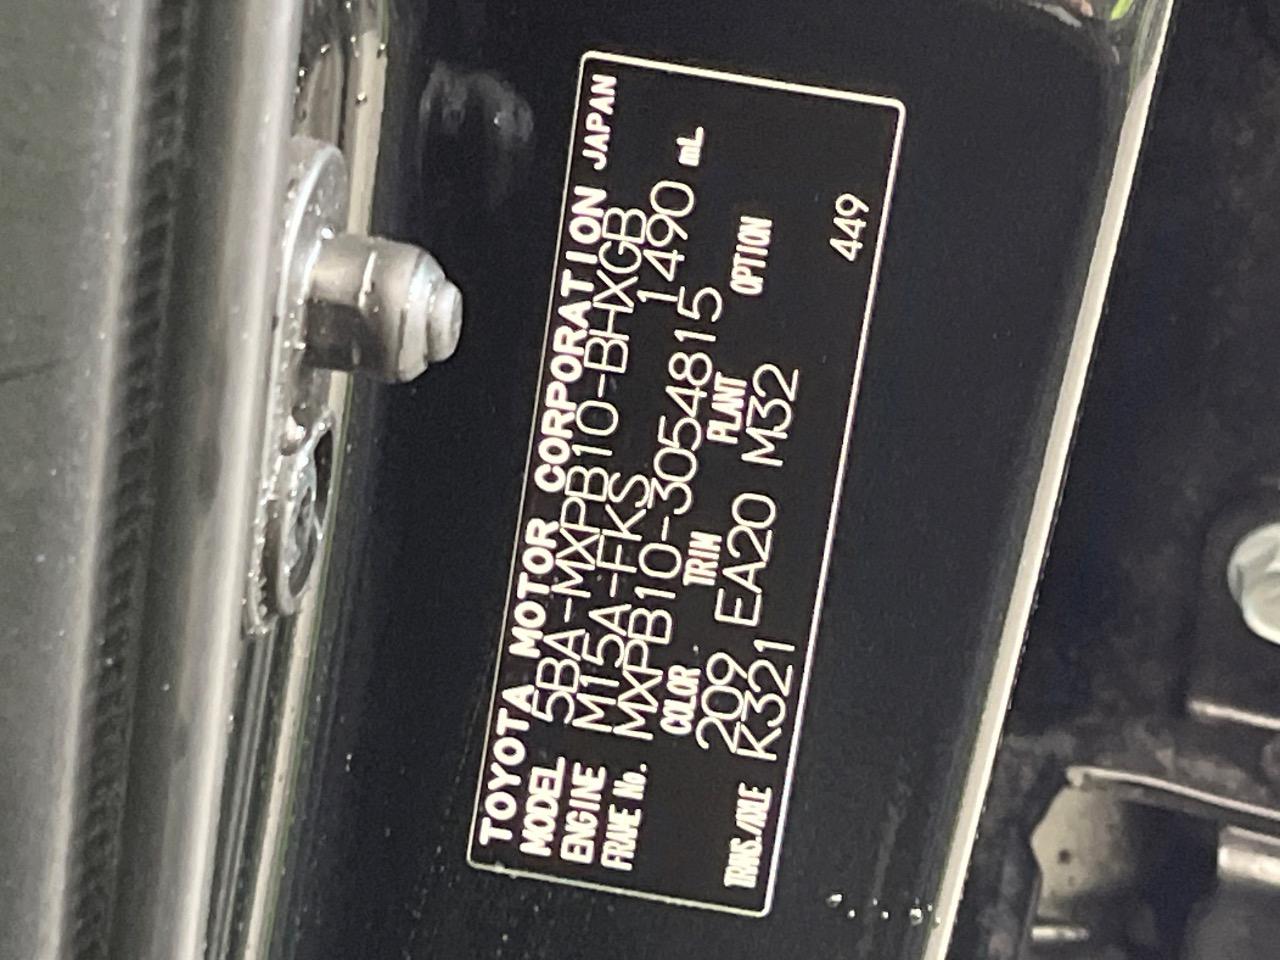 TOYOTA MOTOR CORPORATION JAPAN
MODEL 5BA-MXPB10-BHXGB
ENGINE M15A-FKS 1490 mL
FRAME No. MXPB10-3054815
COLOR TRIM PLANT OPTION
209 EA20 M32
TRANS./AXLE K321 449